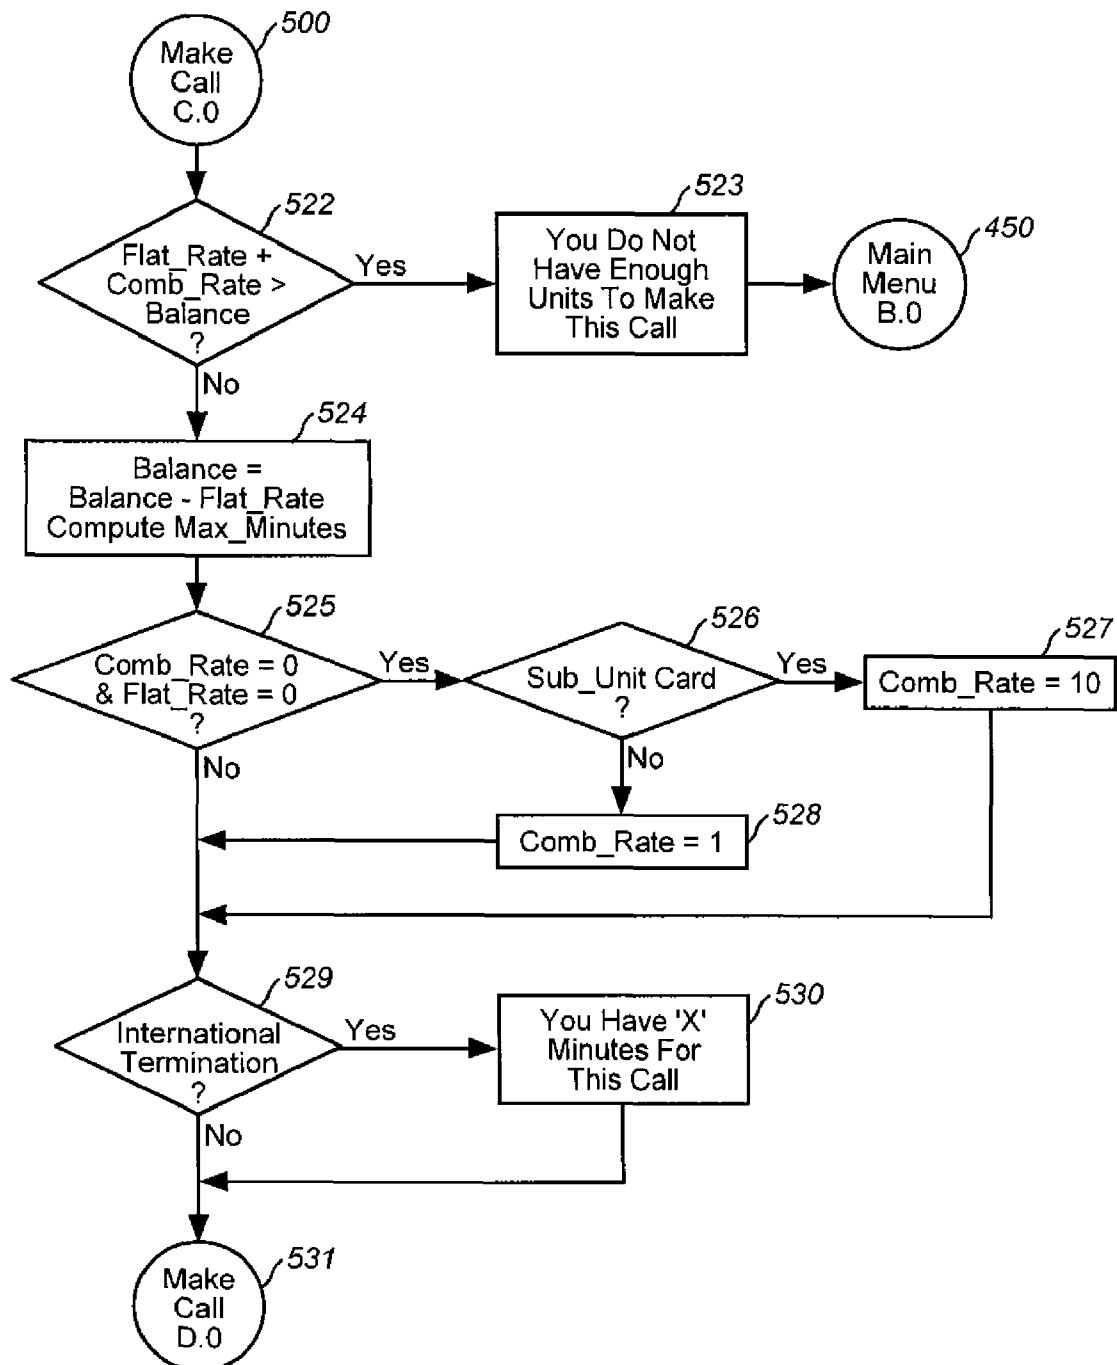 500
Make
Call
C.0
522
Flat_Rate +
Comb_Rate >
Balance
?
Yes
No
523
You Do Not
Have Enough
Units To Make
This Call
450
Main
Menu
B.0
524
Balance =
Balance - Flat_Rate
Compute Max_Minutes
525
Comb_Rate = 0
& Flat_Rate = 0
?
Yes
No
526
Sub_Unit Card
?
Yes
No
527
Comb_Rate = 10
528
Comb_Rate = 1
529
International
Termination
?
Yes
No
530
You Have 'X'
Minutes For
This Call
531
Make
Call
D.0